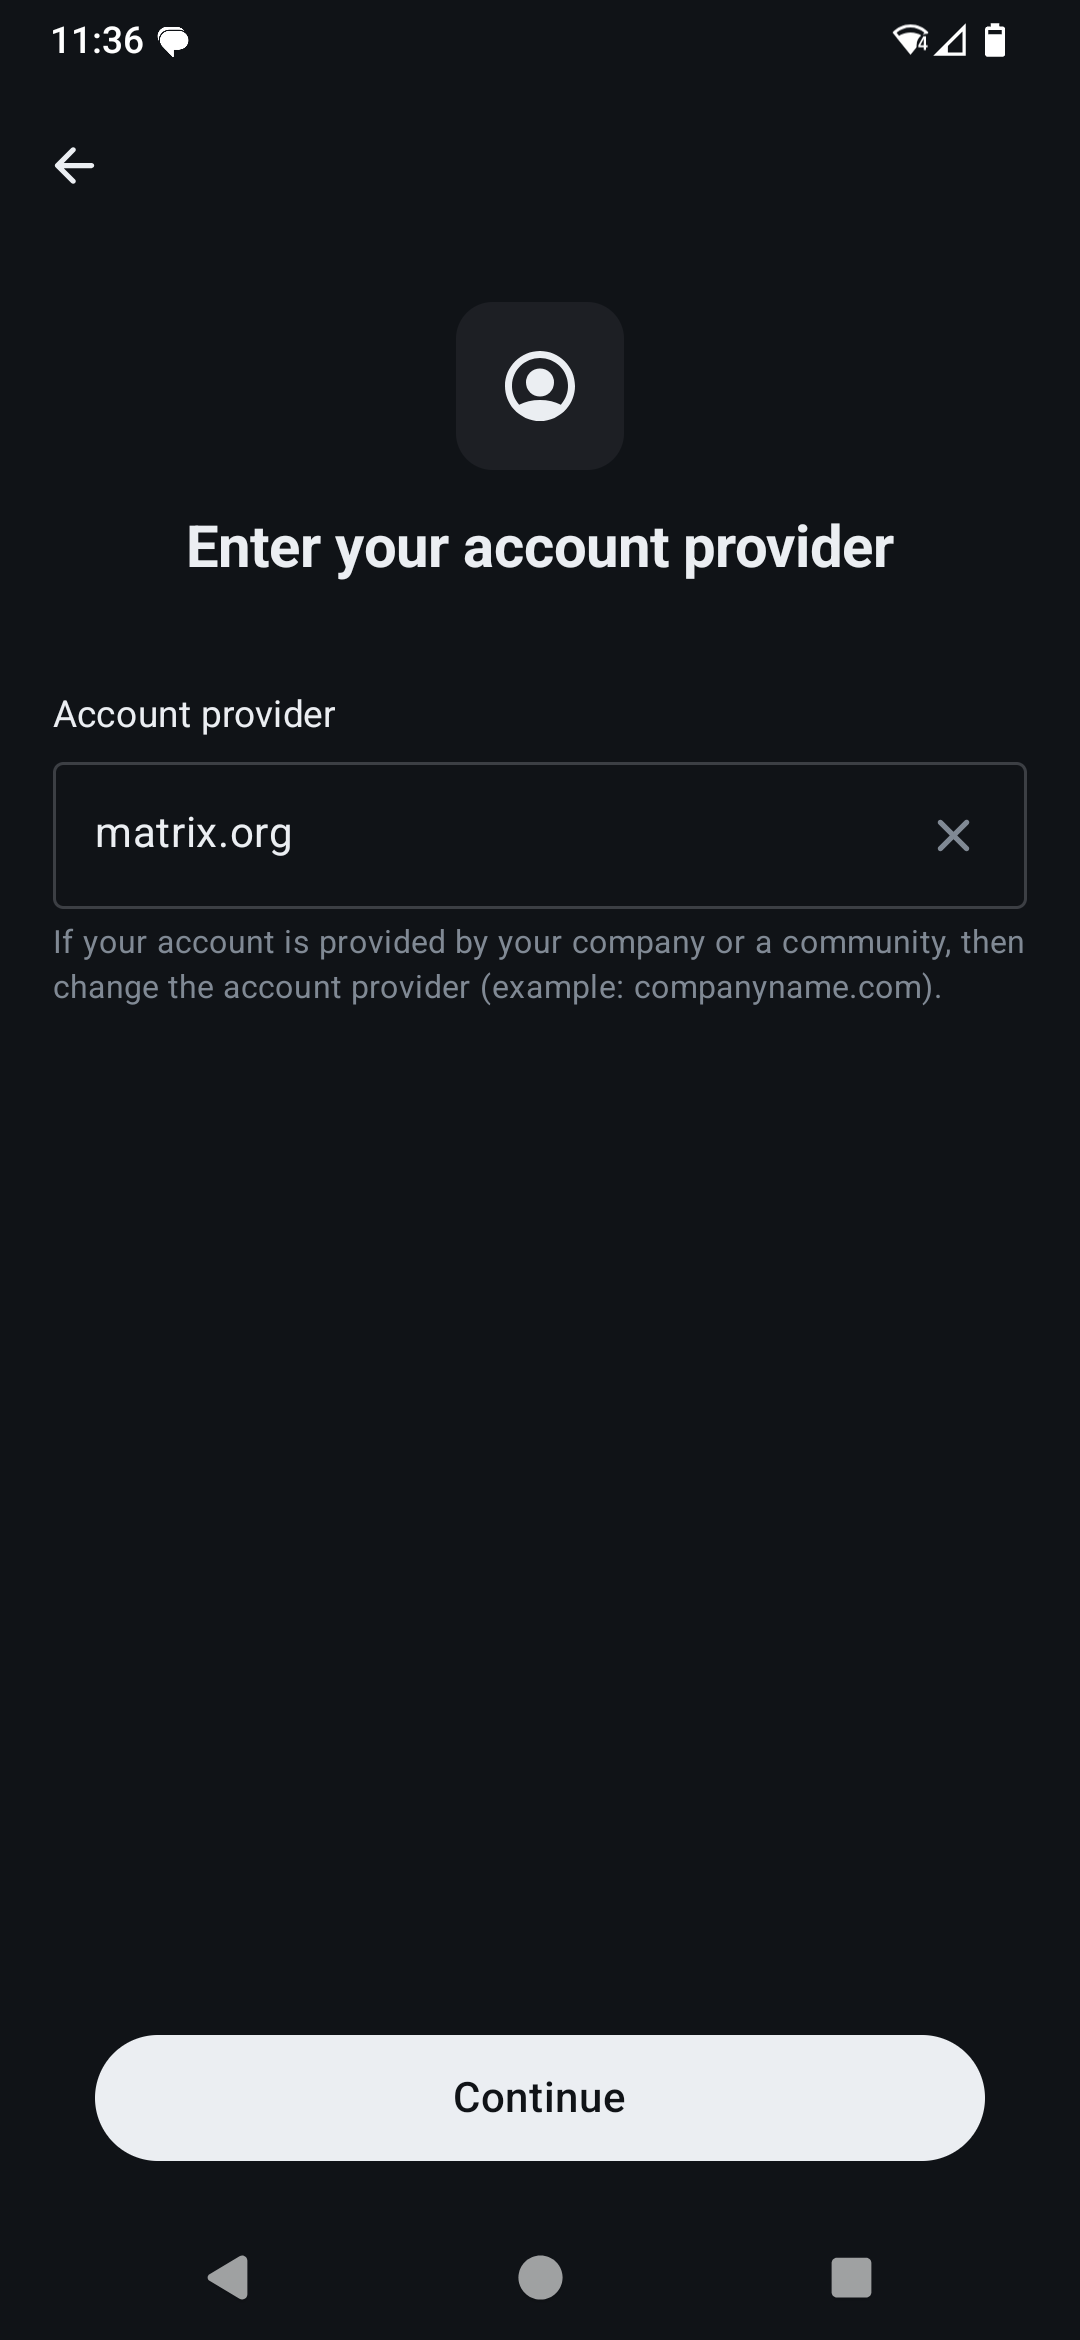 11:36
4
Enter your account provider
Account provider
matrix.org
If your account is provided by your company or a community, then
change the account provider (example: companyname.com).
Continue